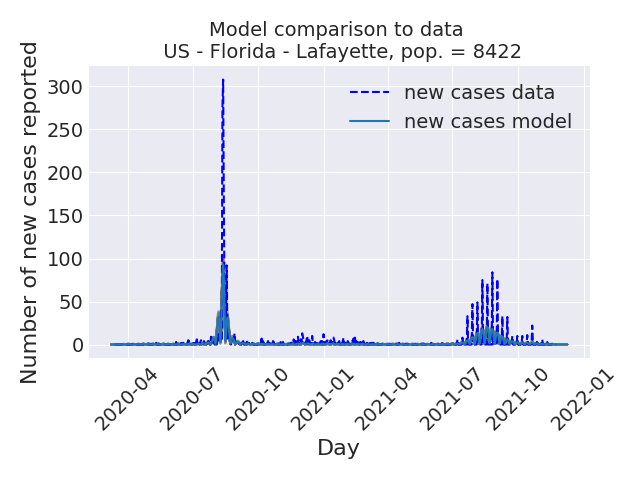 Model comparison to data
US - Florida - Lafayette, pop. = 8422
Number of new cases reported
300
250
200
150
100
50
0
new cases data
new cases model
2020-04
2020-07
2020-10
2021-01
2021-04
2021-07
2021-10
2022-01
Day